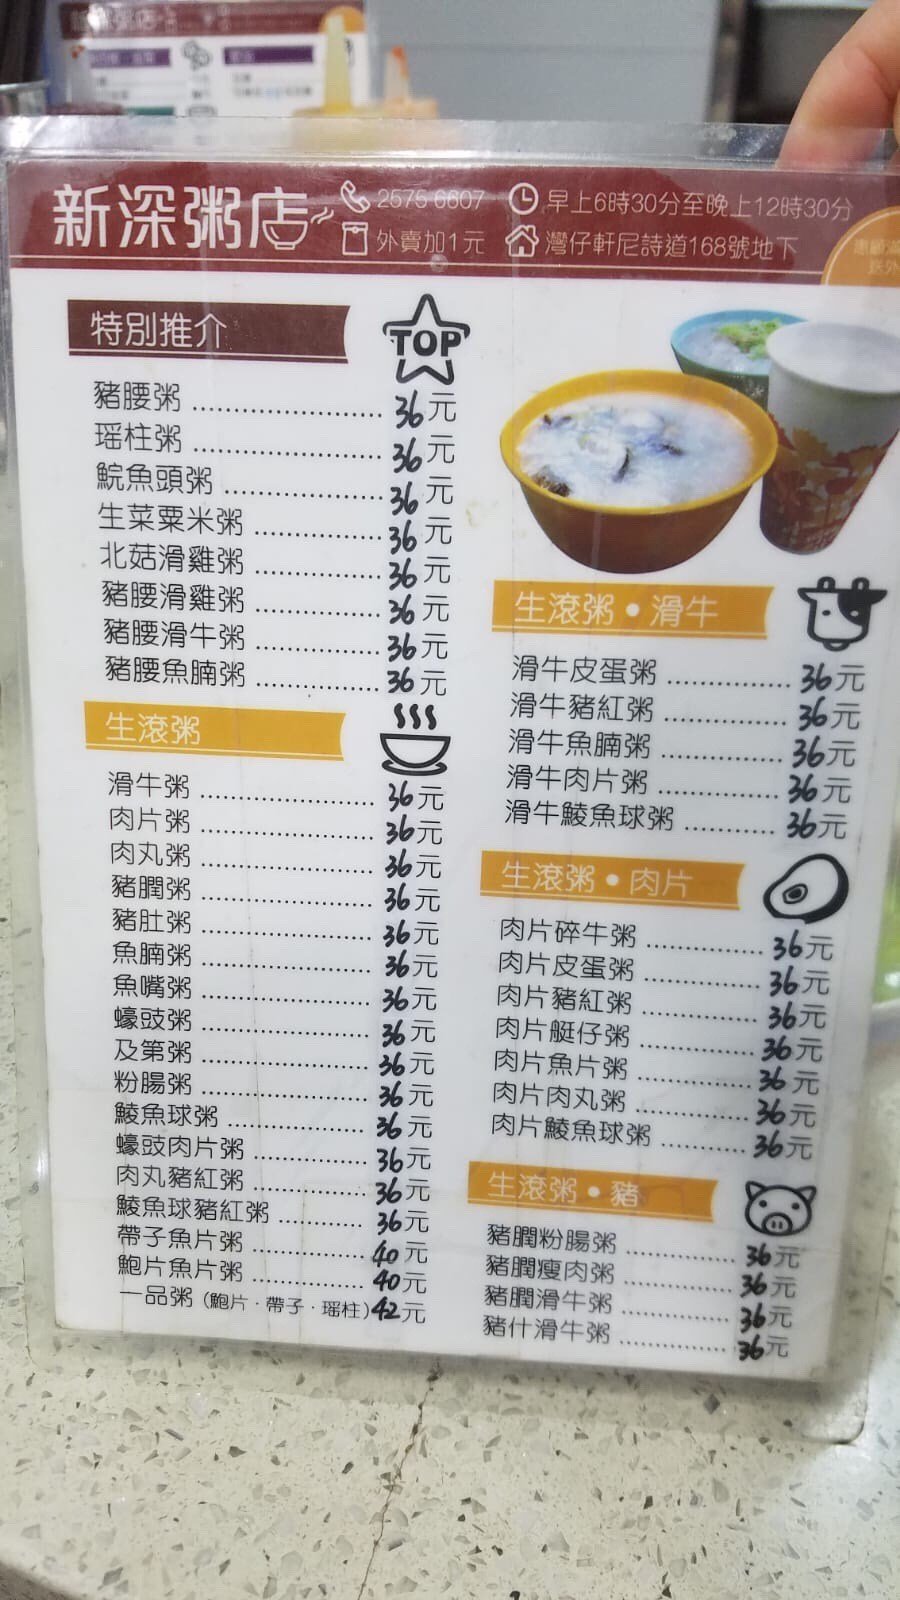 新深粥店
2575 6607
早上6時30分至晚上12時30分
外賣加1元
灣仔軒尼詩道168號地下
特別推介
TOP
豬腰粥 36元
瑶柱粥 36元
鯇魚頭粥 36元
生菜粟米粥 36元
北菇滑雞粥 36元
豬腰滑雞粥 36元
豬腰滑牛粥 36元
豬腰魚腩粥 36元
生滾粥
滑牛粥 36元
肉片粥 36元
肉丸粥 36元
豬膶粥 36元
豬肚粥 36元
魚腩粥 36元
魚嘴粥 36元
蠔豉粥 36元
及第粥 36元
粉腸粥 36元
鯪魚球粥 36元
蠔豉肉片粥 36元
肉丸豬紅粥 36元
鯪魚球豬紅粥 36元
帶子魚片粥 40元
鮑片魚片粥 40元
一品粥 (鮑片·帶子·瑶柱) 42元
生滾粥•滑牛
滑牛皮蛋粥 36元
滑牛豬紅粥 36元
滑牛魚腩粥 36元
滑牛肉片粥 36元
滑牛鯪魚球粥 36元
生滾粥•肉片
肉片碎牛粥 36元
肉片皮蛋粥 36元
肉片豬紅粥 36元
肉片艇仔粥 36元
肉片魚片粥 36元
肉片肉丸粥 36元
肉片鯪魚球粥 36元
生滾粥•豬
豬膶粉腸粥 36元
豬膶瘦肉粥 36元
豬膶滑牛粥 36元
豬什滑牛粥 36元